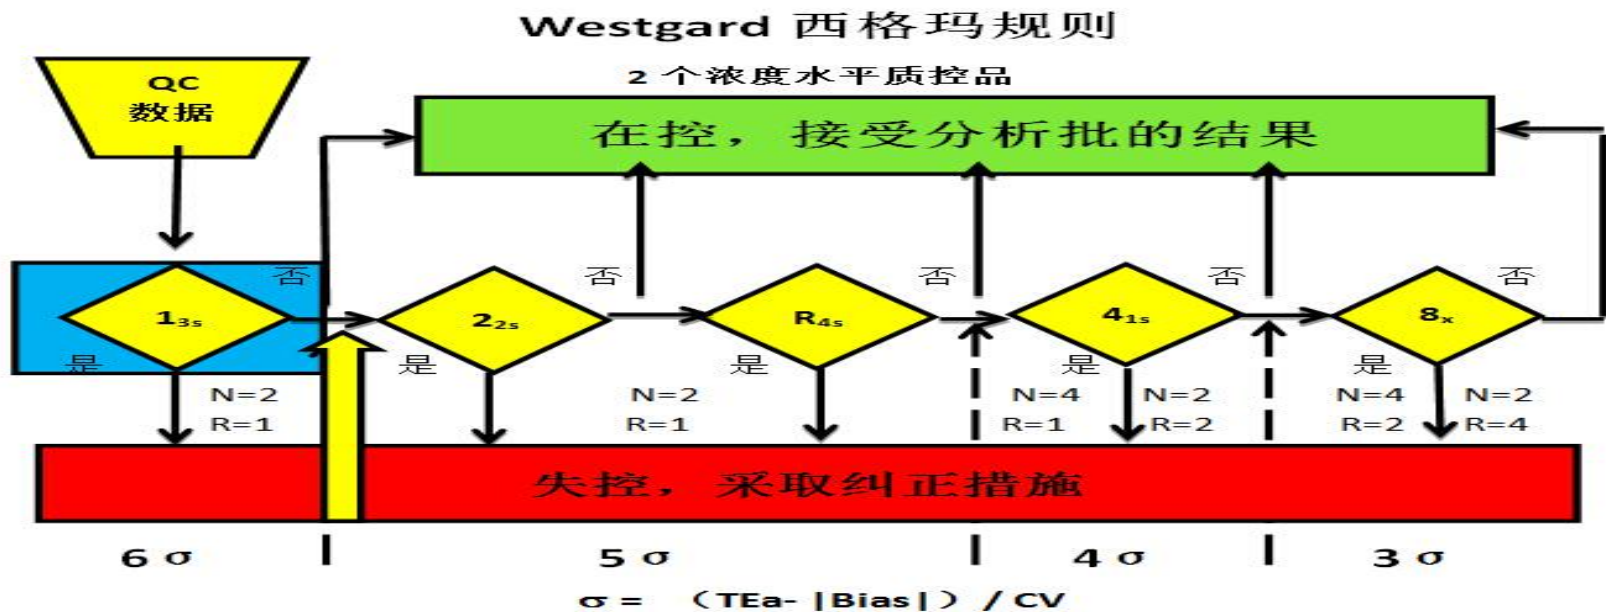 Westgard 西格玛规则
2 个浓度水平质控品
QC
数据
在控，接受分析批的结果
否
否
否
否
否
1₃ₛ
2₂ₛ
R₄ₛ
4₁ₛ
8ₓ
是
是
是
是
是
N=2
R=1
N=2
R=1
N=4
R=1
N=2
R=2
N=4
R=2
N=2
R=4
失控，采取纠正措施
6 σ
5 σ
4 σ
3 σ
σ = （TEa- |Bias|）/ CV